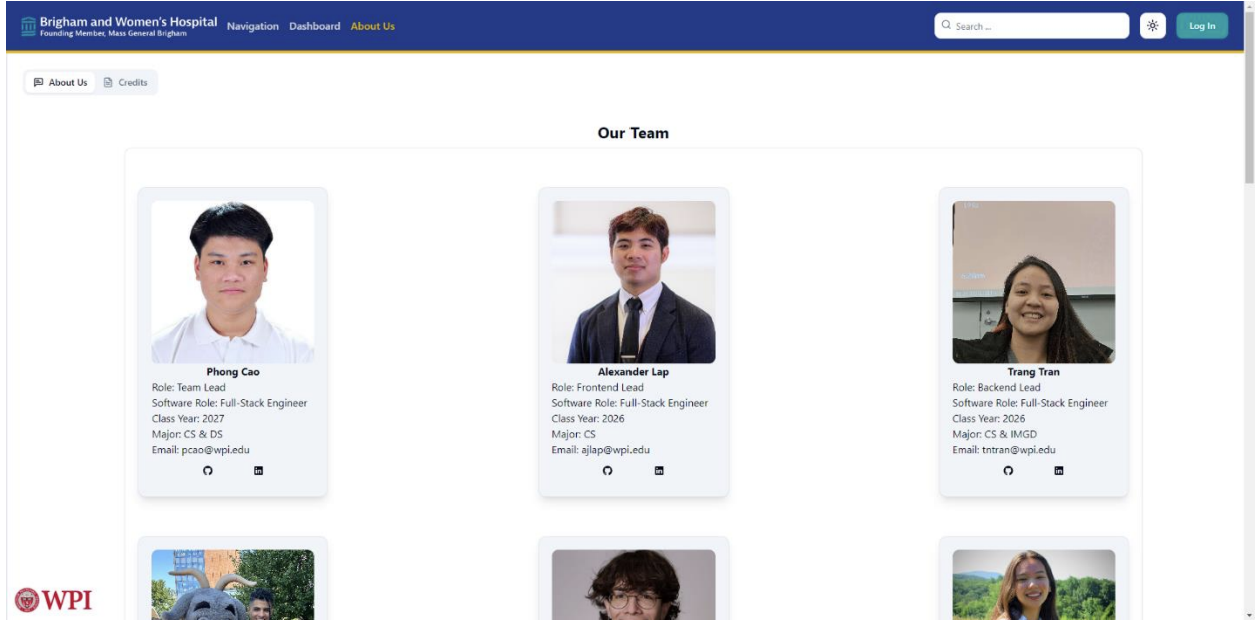 Brigham and Women's Hospital
Founding Member, Mass General Brigham
Navigation Dashboard About Us
Search ...
Log In
About Us Credits
Our Team
Phong Cao
Role: Team Lead
Software Role: Full-Stack Engineer
Class Year: 2027
Major: CS & DS
Email: pcao@wpi.edu
in
Alexander Lap
Role: Frontend Lead
Software Role: Full-Stack Engineer
Class Year: 2026
Major: CS
Email: ajlap@wpi.edu
in
Trang Tran
Role: Backend Lead
Software Role: Full-Stack Engineer
Class Year: 2026
Major: CS & IMGD
Email: tntran@wpi.edu
in
WPI